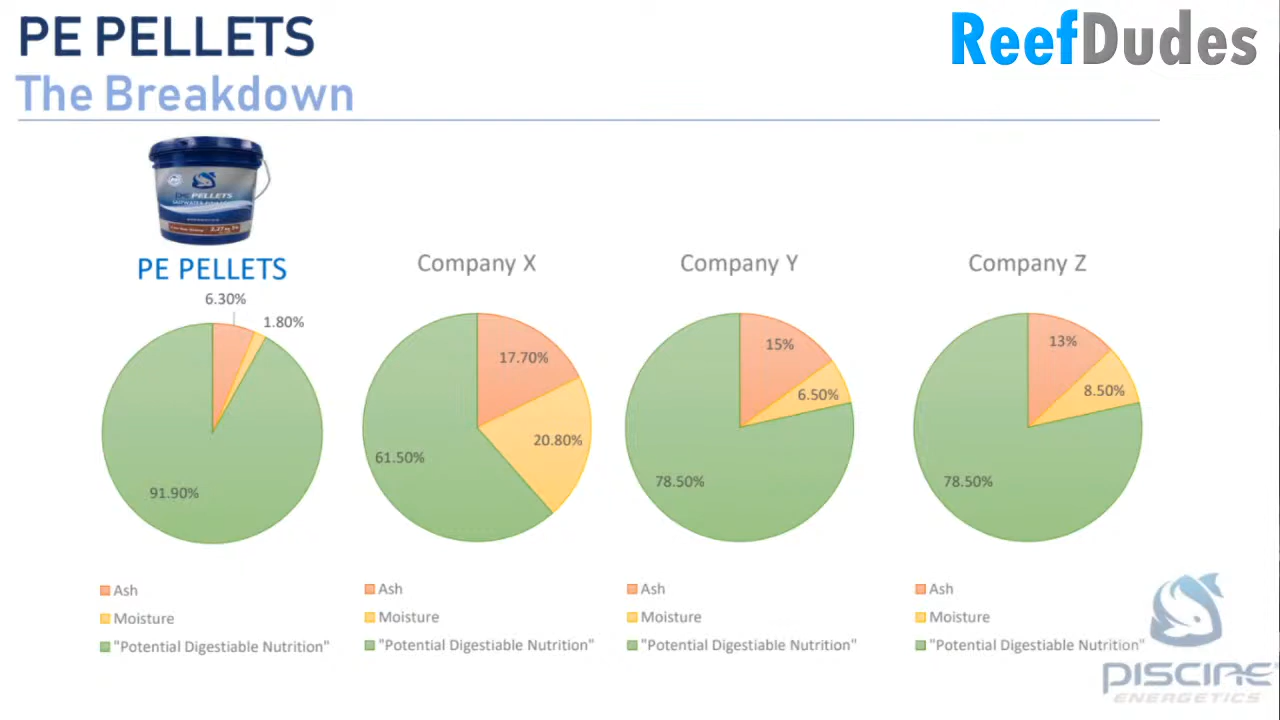 PE PELLETS
ReefDudes
The Breakdown
PELLETS
PE PELLETS
Company X
Company Y
Company Z
6.30%
1.80%
91.90%
17.70%
20.80%
61.50%
15%
6.50%
78.50%
13%
8.50%
78.50%
Ash
Moisture
"Potential Digestiable Nutrition"
Ash
Moisture
"Potential Digestiable Nutrition"
Ash
Moisture
"Potential Digestiable Nutrition"
Ash
Moisture
"Potential Digestiable Nutrition"
PISCINE
ENERGETICS